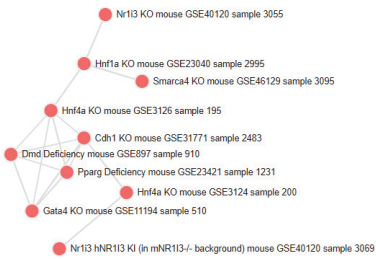 Nr1i3 KO mouse GSE40120 sample 3055
Hnf1a KO mouse GSE23040 sample 2995
Smarca4 KO mouse GSE46129 sample 3095
Hnf4a KO mouse GSE3126 sample 195
Cdh1 KO mouse GSE31771 sample 2483
Dmd Deficiency mouse GSE897 sample 910
Pparg Deficiency mouse GSE23421 sample 1231
Hnf4a KO mouse GSE3124 sample 200
Gata4 KO mouse GSE11194 sample 510
Nr1i3 hNR1I3 KI (in mNR1I3-/- background) mouse GSE40120 sample 3069